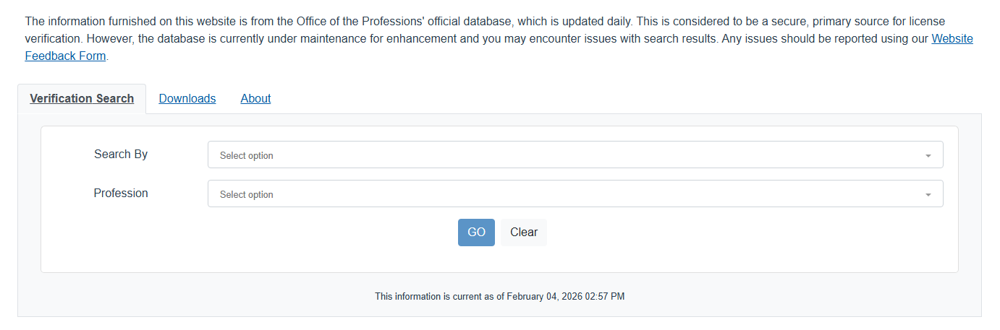 The information furnished on this website is from the Office of the Professions' official database, which is updated daily. This is considered to be a secure, primary source for license
verification. However, the database is currently under maintenance for enhancement and you may encounter issues with search results. Any issues should be reported using our Website
Feedback Form.
Verification Search Downloads About
Search By Select option
Profession Select option
GO Clear
This information is current as of February 04, 2026 02:57 PM